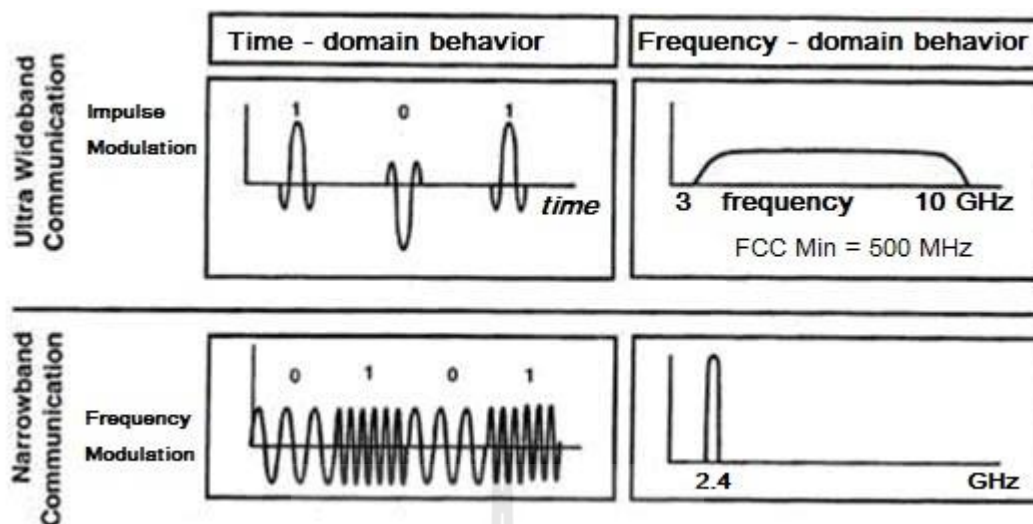 Time - domain behavior
Frequency - domain behavior
Ultra Wideband
Communication
Impulse
Modulation
1 0 1
time
3 frequency 10 GHz
FCC Min = 500 MHz
Narrowband
Communication
Frequency
Modulation
0 1 0 1
2.4 GHz